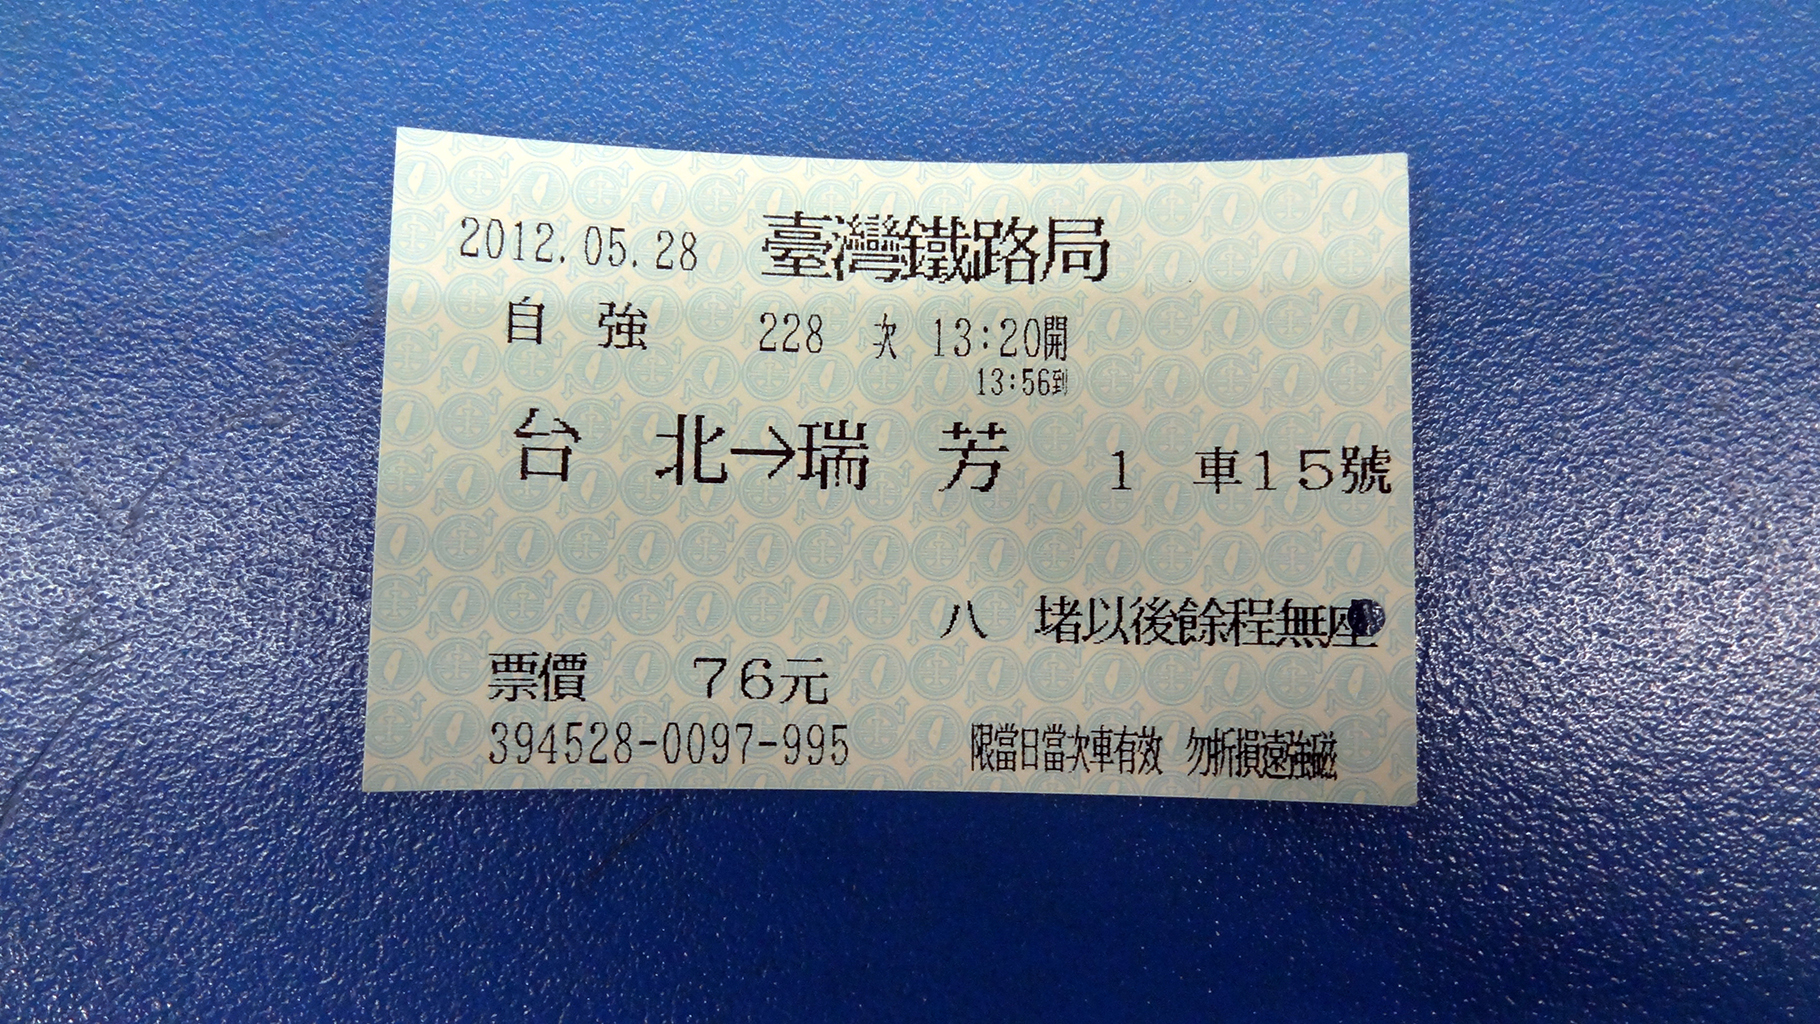 2012.05.28 臺灣鐵路局
自 強 228 次 13:20開
13:56到
台 北→瑞 芳 1 車15號
八 堵以後餘程無座
票價 76元
394528-0097-995 限當日當次車有效 勿折損遠強磁